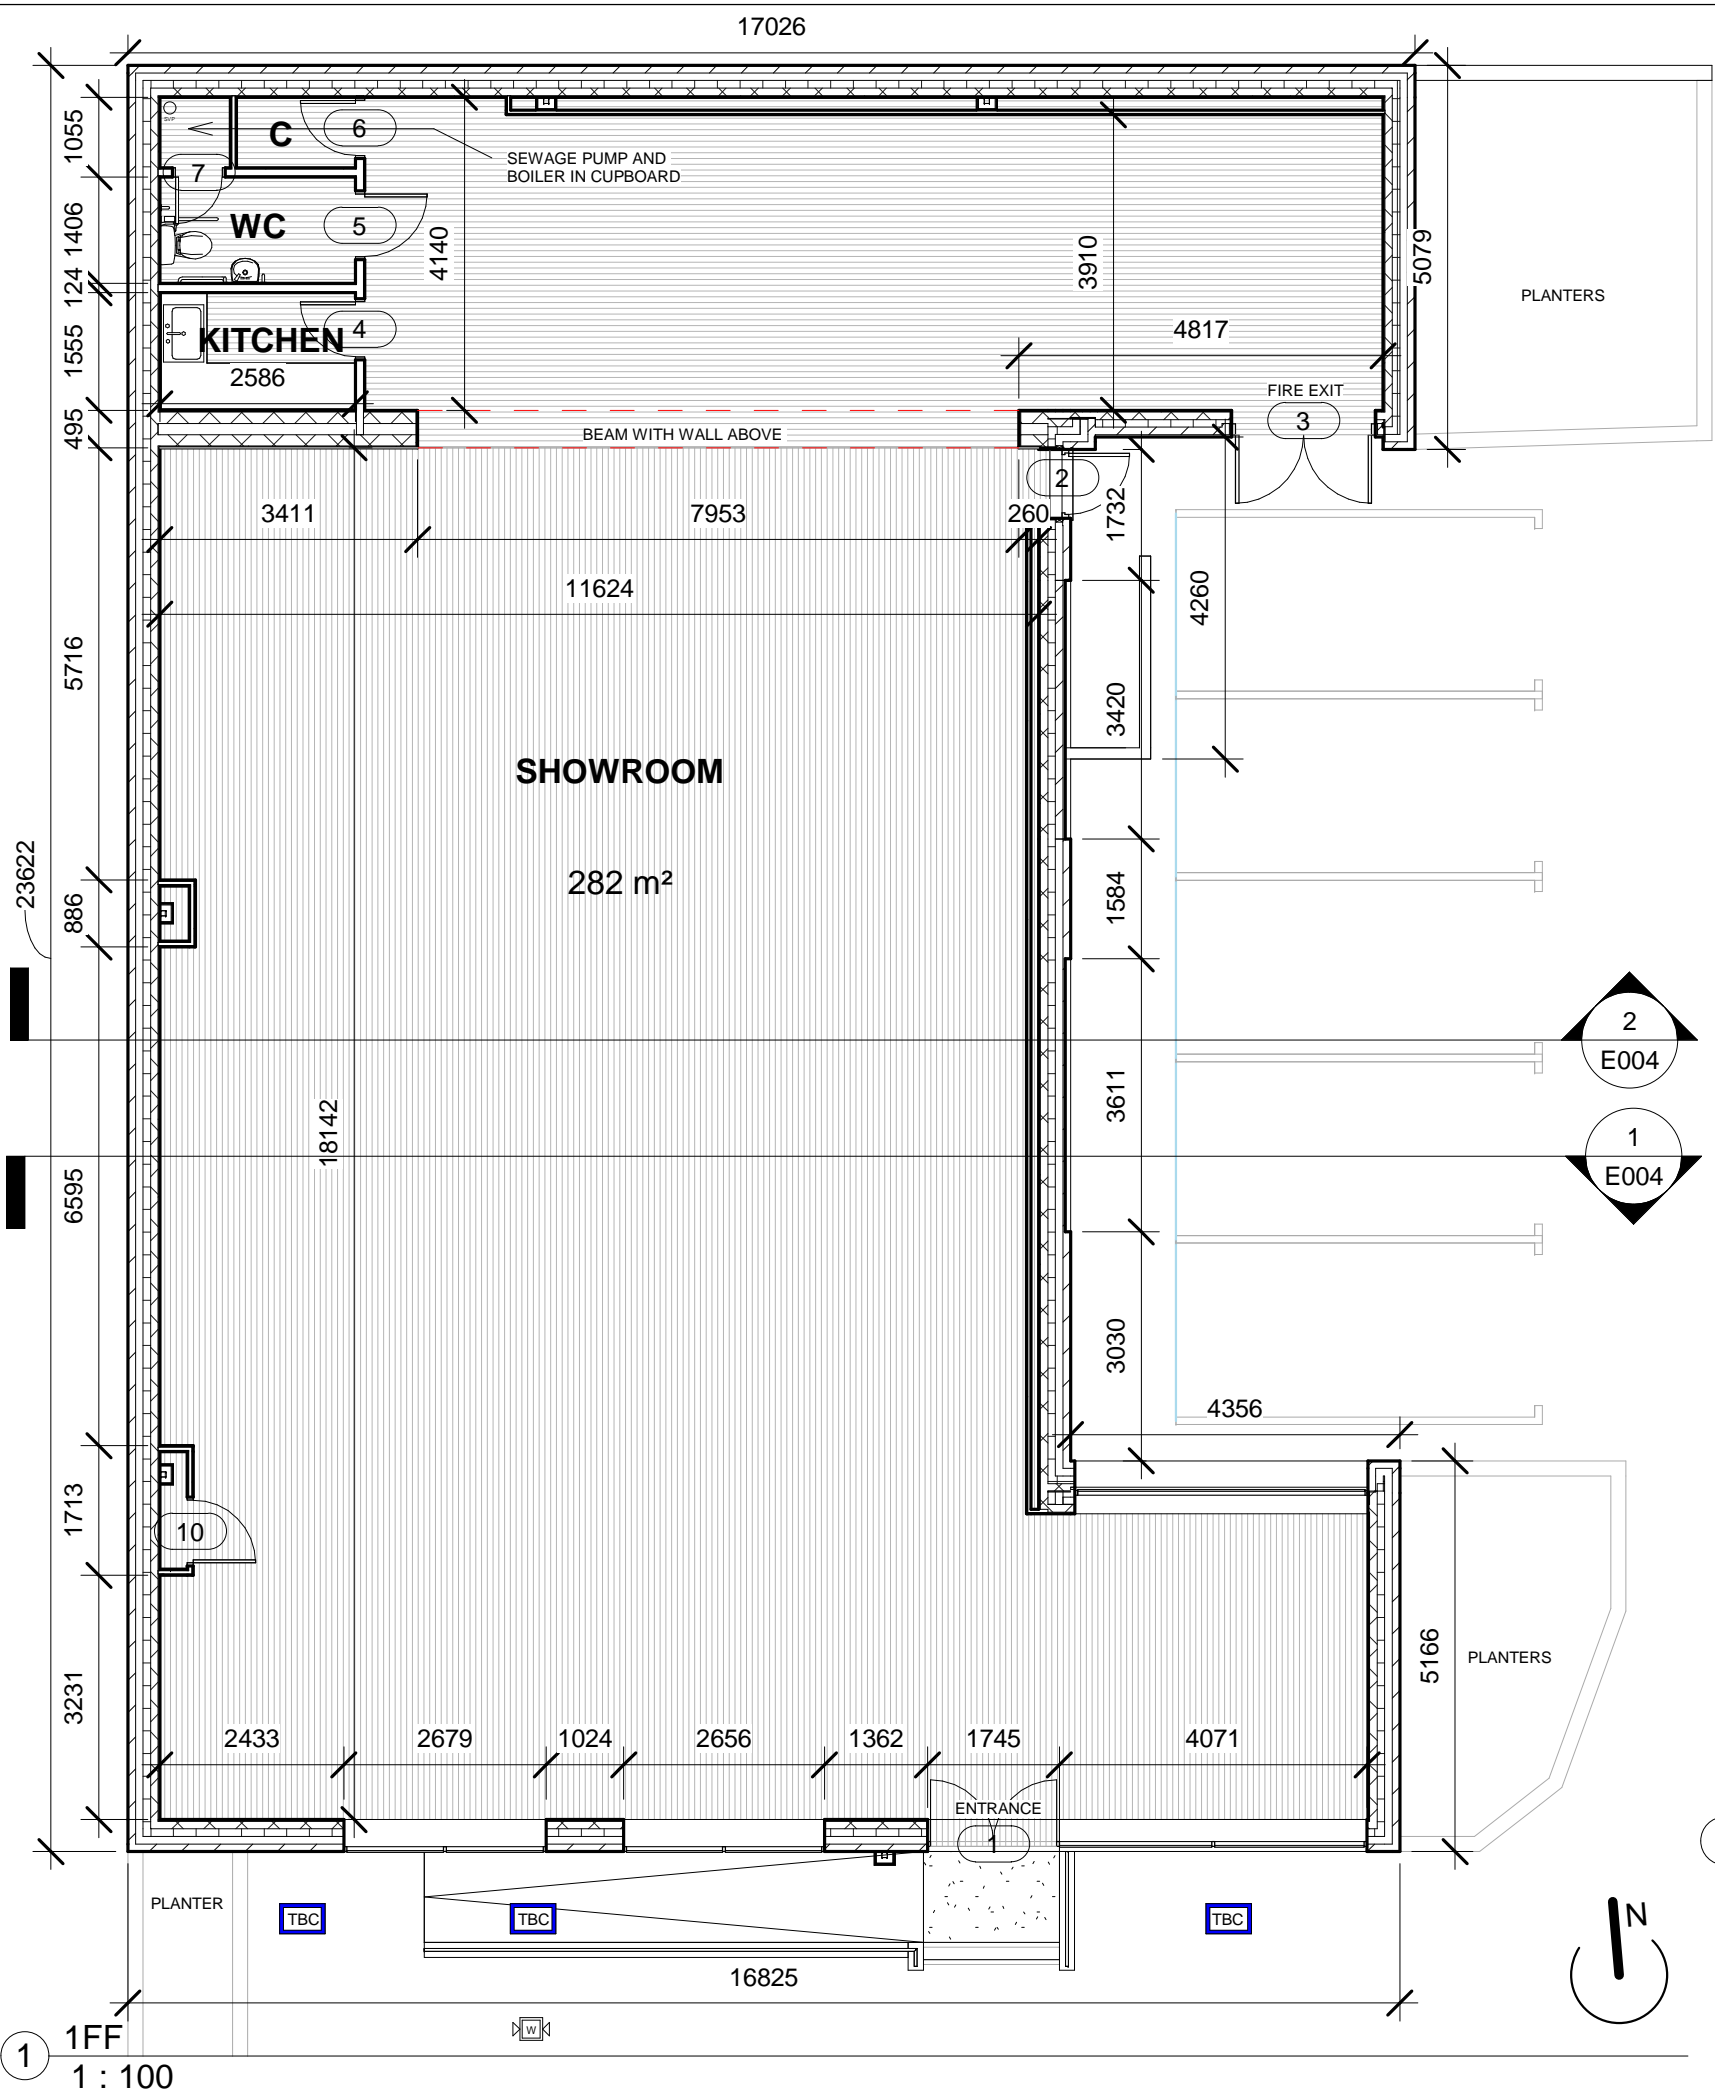 17026
1055
C
6
SVP
7
SEWAGE PUMP AND
BOILER IN CUPBOARD
1406
WC
5
4140
3910
5079
PLANTERS
124
1555
KITCHEN
4
2586
4817
FIRE EXIT
3
495
BEAM WITH WALL ABOVE
2
3411
7953
260
1732
11624
4260
5716
3420
SHOWROOM
282 m²
23622
886
1584
2
E004
18142
3611
1
E004
6595
3030
4356
1713
10
5166
PLANTERS
3231
2433
2679
1024
2656
1362
1745
4071
ENTRANCE
1
PLANTER
TBC
TBC
TBC
N
16825
W
1
1FF
1 : 100